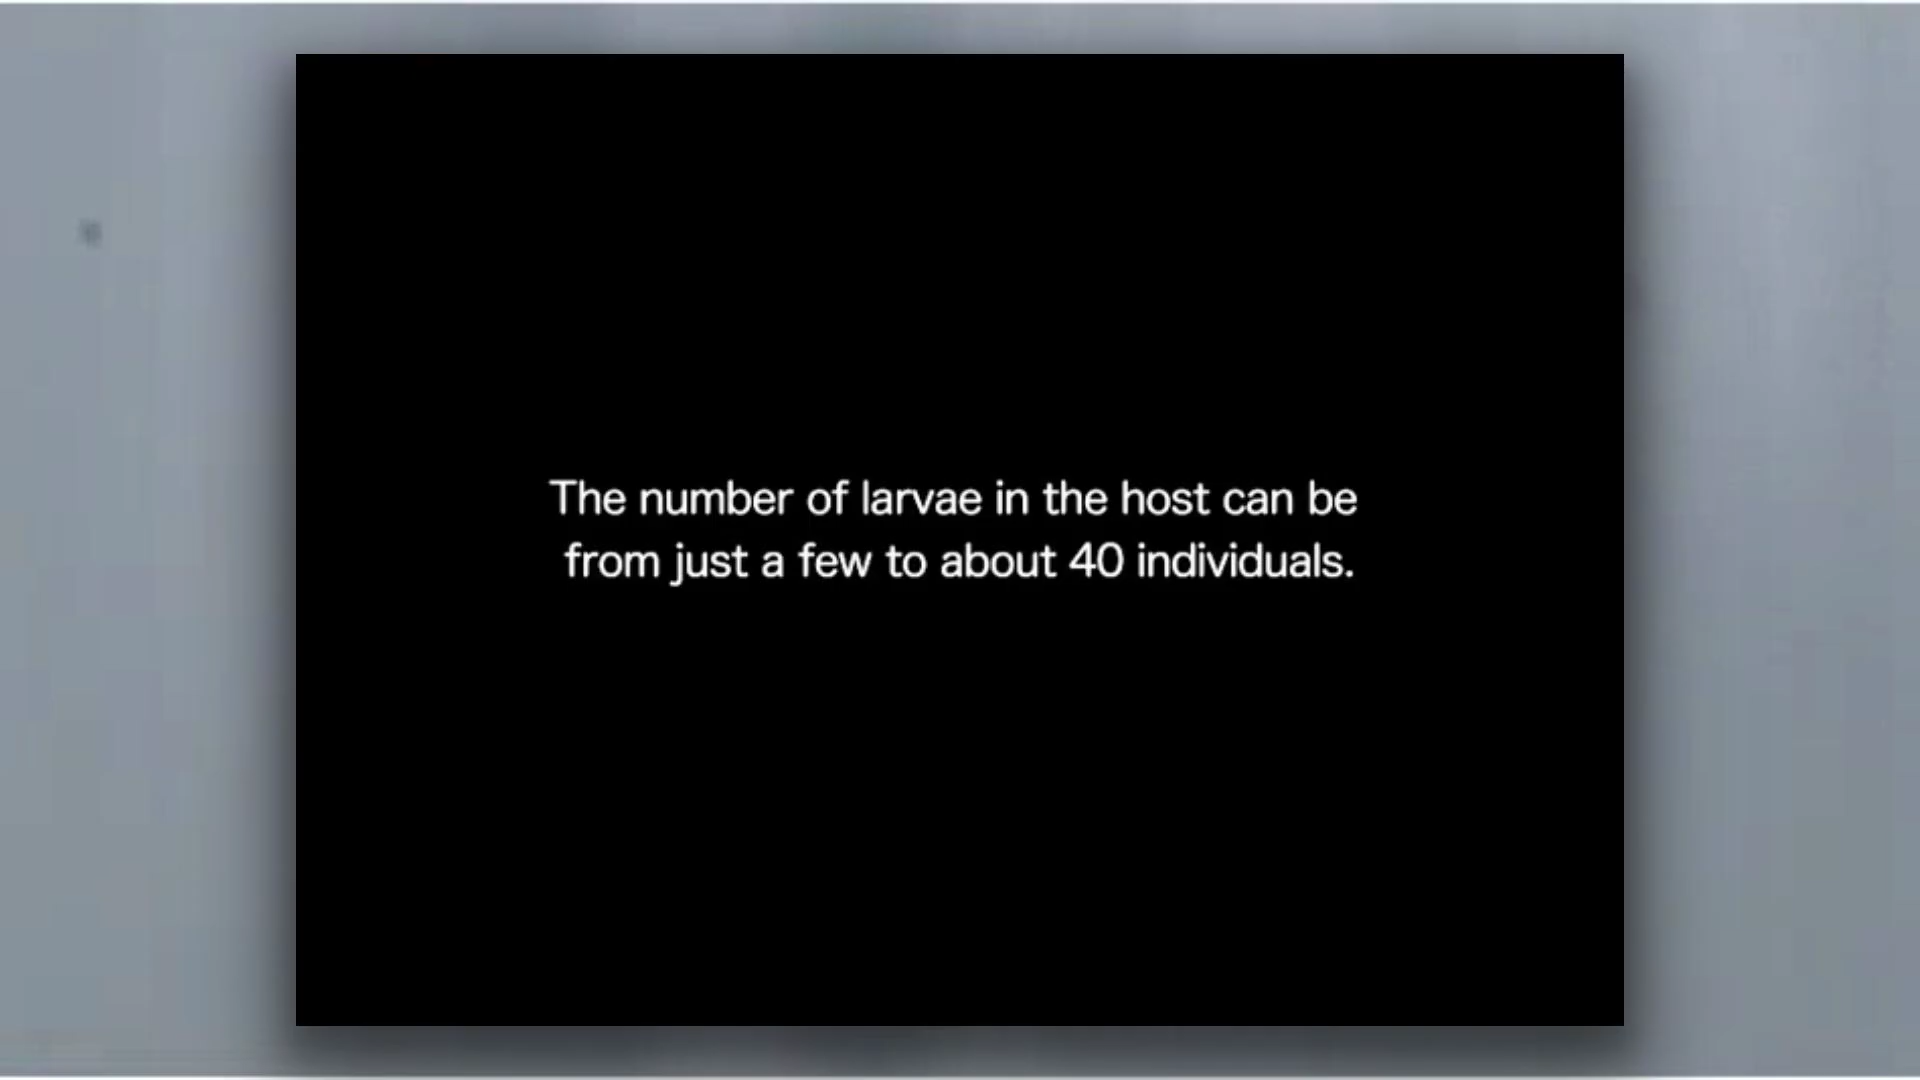 The number of larvae in the host can be
from just a few to about 40 individuals.